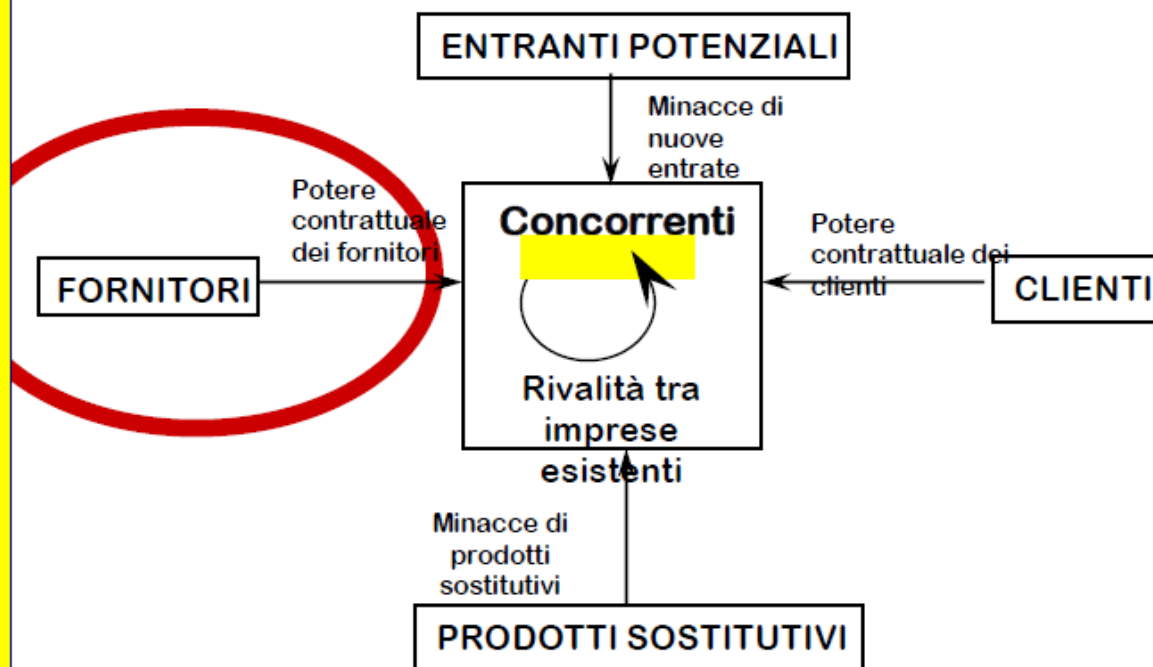 ENTRANTI POTENZIALI
Minacce di
nuove
entrate
Potere
contrattuale
dei fornitori
FORNITORI
Concorrenti
Rivalità tra
imprese
esistenti
Potere
contrattuale dei
clienti
CLIENTI
Minacce di
prodotti
sostitutivi
PRODOTTI SOSTITUTIVI